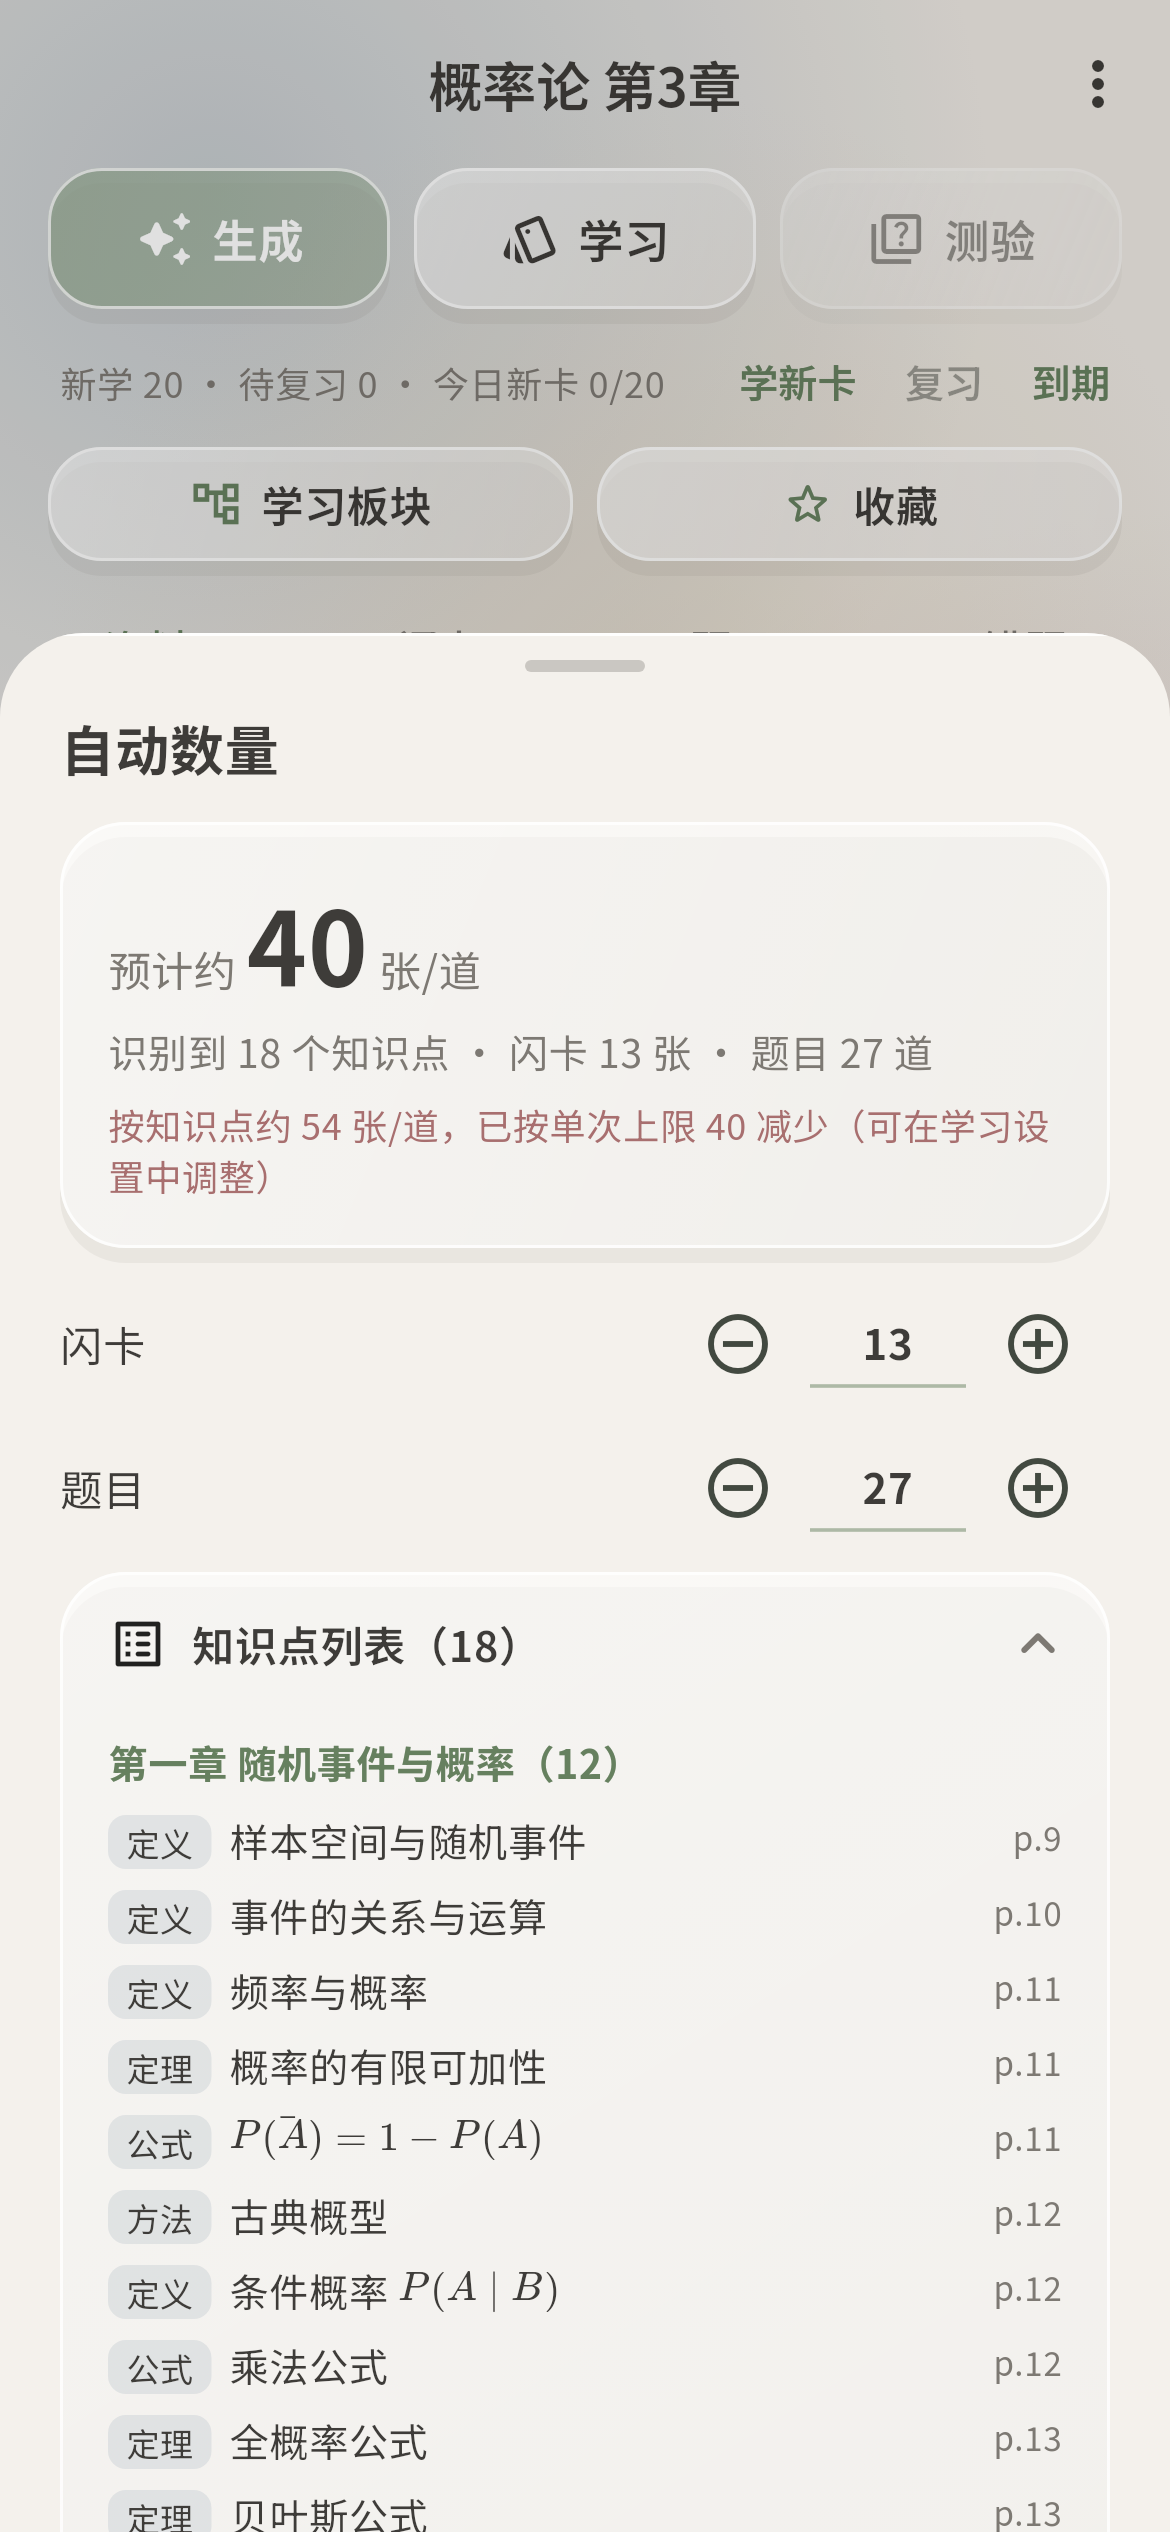 概率论 第3章
生成
学习
测验
新学 20 · 待复习 0 · 今日新卡 0/20
学新卡
复习
到期
学习板块
收藏
自动数量
预计约 40 张/道
识别到 18 个知识点 · 闪卡 13 张 · 题目 27 道
按知识点约 54 张/道，已按单次上限 40 减少（可在学习设
置中调整）
闪卡
13
题目
27
知识点列表（18）
第一章 随机事件与概率（12）
定义 样本空间与随机事件 p.9
定义 事件的关系与运算 p.10
定义 频率与概率 p.11
定理 概率的有限可加性 p.11
公式 P(Ā) = 1 − P(A) p.11
方法 古典概型 p.12
定义 条件概率 P(A | B) p.12
公式 乘法公式 p.12
定理 全概率公式 p.13
定理 贝叶斯公式 p.13